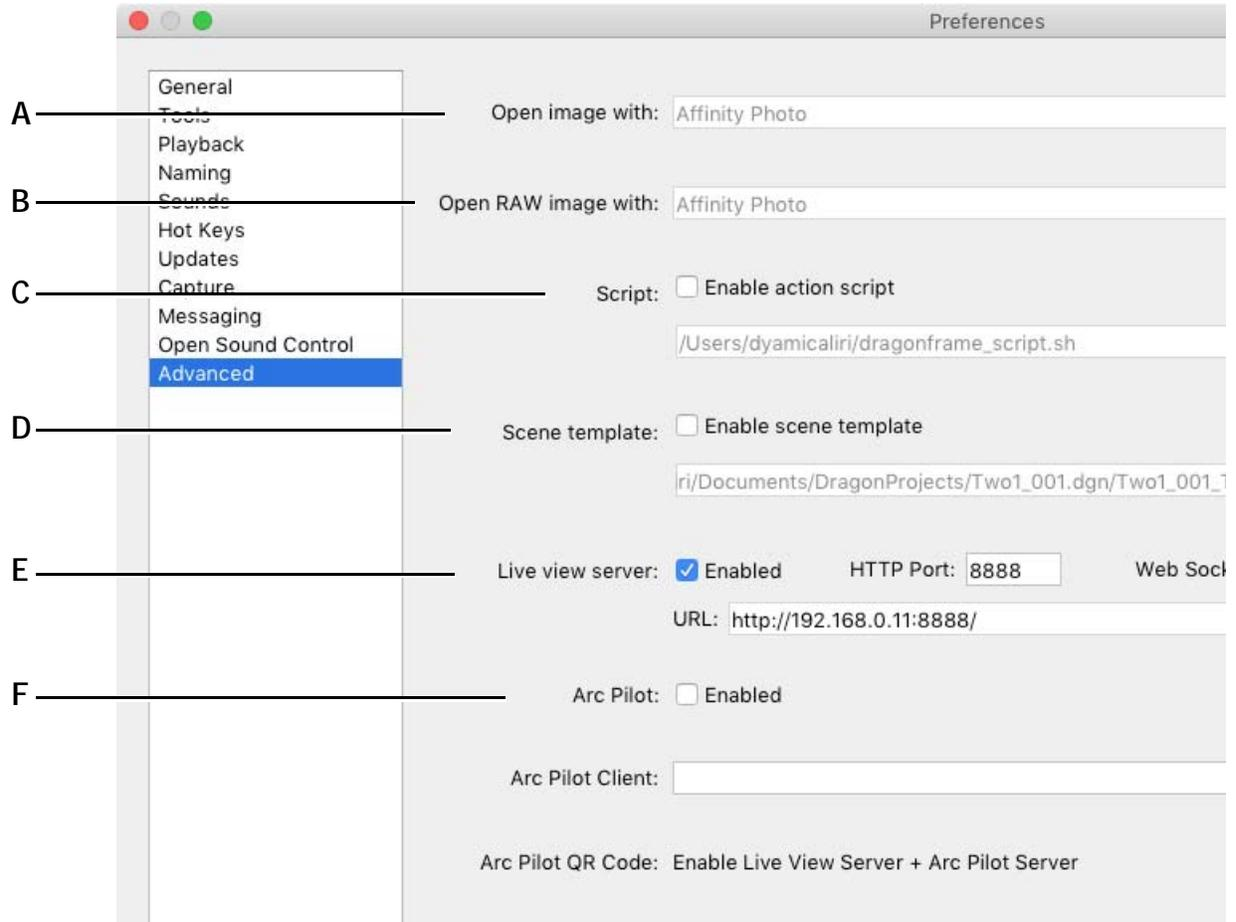 Preferences
General
A
Tools
Open image with: Affinity Photo
Playback
Naming
B
Sounds
Open RAW image with: Affinity Photo
Hot Keys
Updates
C
Capture
Script: Enable action script
Messaging
Open Sound Control
/Users/dyamicaliri/dragonframe_script.sh
Advanced
D
Scene template: Enable scene template
ri/Documents/DragonProjects/Two1_001.dgn/Two1_001_
E
Live view server: Enabled HTTP Port: 8888 Web Sock
URL: http://192.168.0.11:8888/
F
Arc Pilot: Enabled
Arc Pilot Client:
Arc Pilot QR Code: Enable Live View Server + Arc Pilot Server